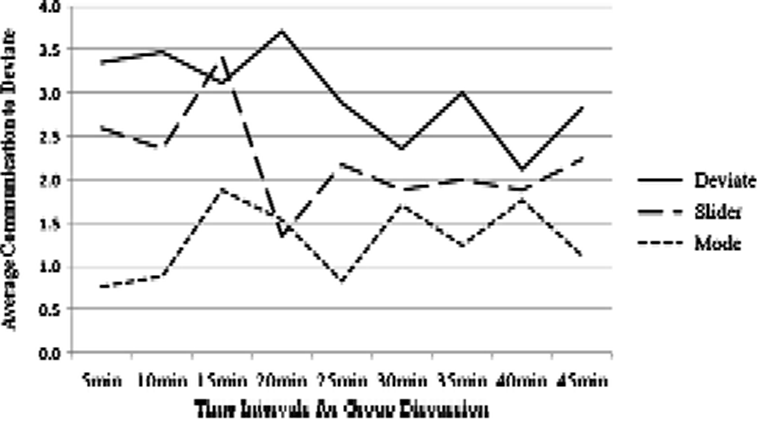 Average Communication to Deviate
4.0
3.5
3.0
2.5
2.0
1.5
1.0
0.5
0.0
5min 10min 15min 20min 25min 30min 35min 40min 45min
Time Intervals for Group Discussion
Deviate
Slider
Mode